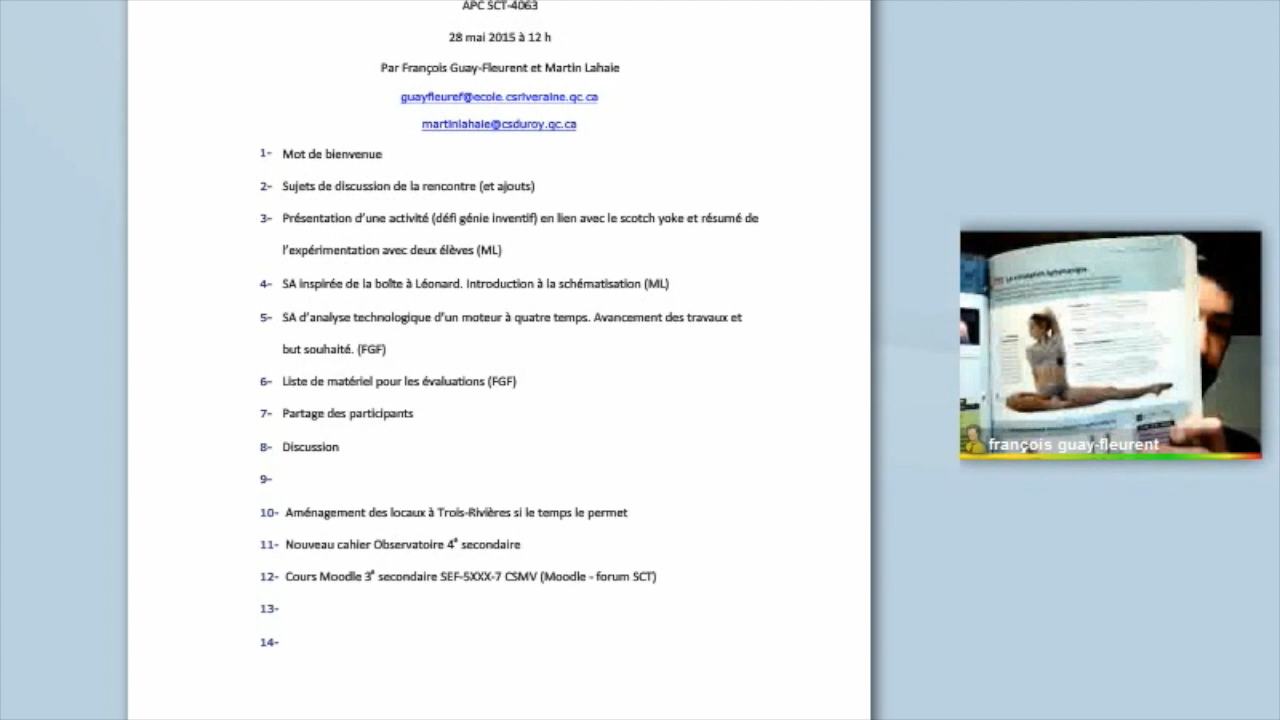 APC SCT-4063
28 mai 2015 à 12 h
Par François Guay-Fleurent et Martin Lahaie
guayfleuref@ecole.csriveraine.qc.ca
martinlahaie@csduroy.qc.ca
1- Mot de bienvenue
2- Sujets de discussion de la rencontre (et ajouts)
3- Présentation d'une activité (défi génie inventif) en lien avec le scotch yoke et résumé de
l'expérimentation avec deux élèves (ML)
4- SA inspirée de la boîte à Léonard. Introduction à la schématisation (ML)
5- SA d'analyse technologique d'un moteur à quatre temps. Avancement des travaux et
but souhaité. (FGF)
6- Liste de matériel pour les évaluations (FGF)
7- Partage des participants
8- Discussion
9-
10- Aménagement des locaux à Trois-Rivières si le temps le permet
11- Nouveau cahier Observatoire 4e secondaire
12- Cours Moodle 3e secondaire SEF-5XXX-7 CSMV (Moodle - forum SCT)
13-
14-
La circulation lymphatique
françois guay-fleurent